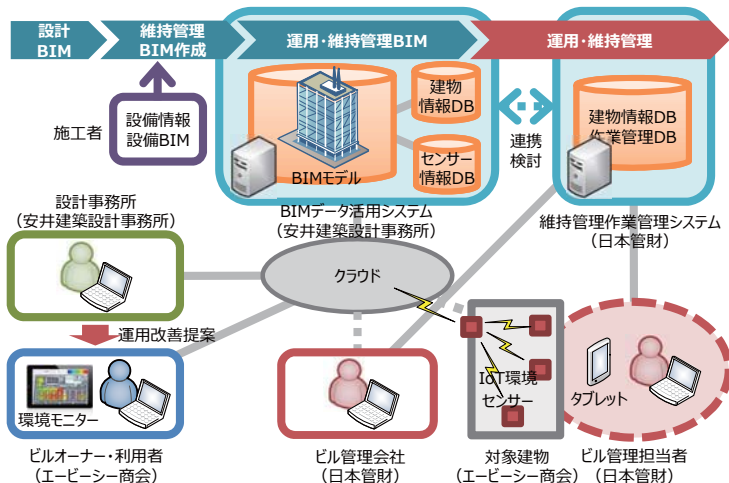 設計
BIM
維持管理
BIM作成
運用・維持管理BIM
運用・維持管理
施工者
設備情報
設備BIM
BIMモデル
建物
情報DB
センサー
情報DB
連携
検討
建物情報DB
作業管理DB
BIMデータ活用システム
(安井建築設計事務所)
維持管理作業管理システム
(日本管財)
設計事務所
(安井建築設計事務所)
クラウド
運用改善提案
環境モニター
ビルオーナー・利用者
(エービーシー商会)
ビル管理会社
(日本管財)
IoT環境
センサー
対象建物
(エービーシー商会)
タブレット
ビル管理担当者
(日本管財)